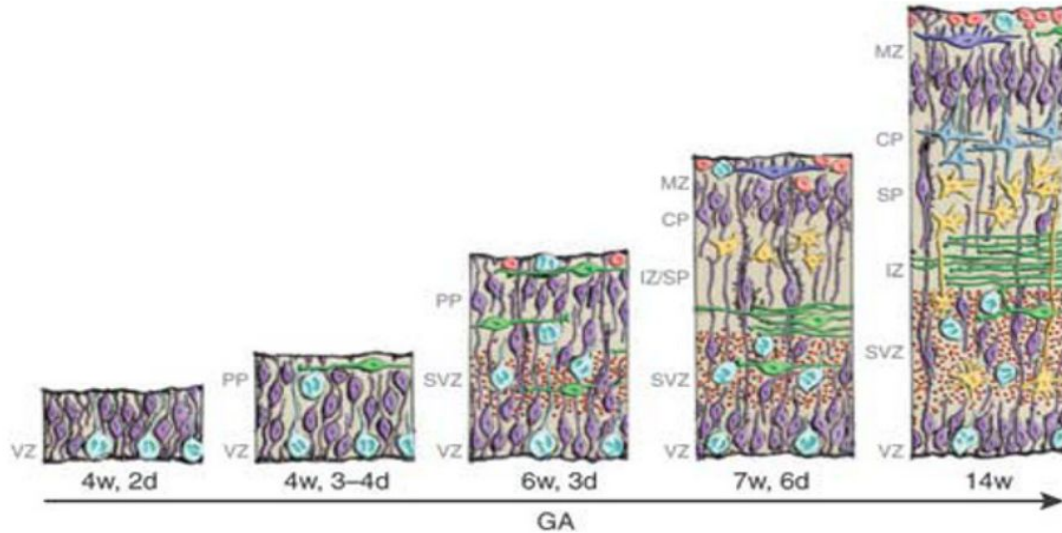 VZ
4w, 2d
PP
VZ
4w, 3–4d
PP
SVZ
VZ
6w, 3d
MZ
CP
IZ/SP
SVZ
VZ
7w, 6d
MZ
CP
SP
IZ
SVZ
VZ
14w
GA